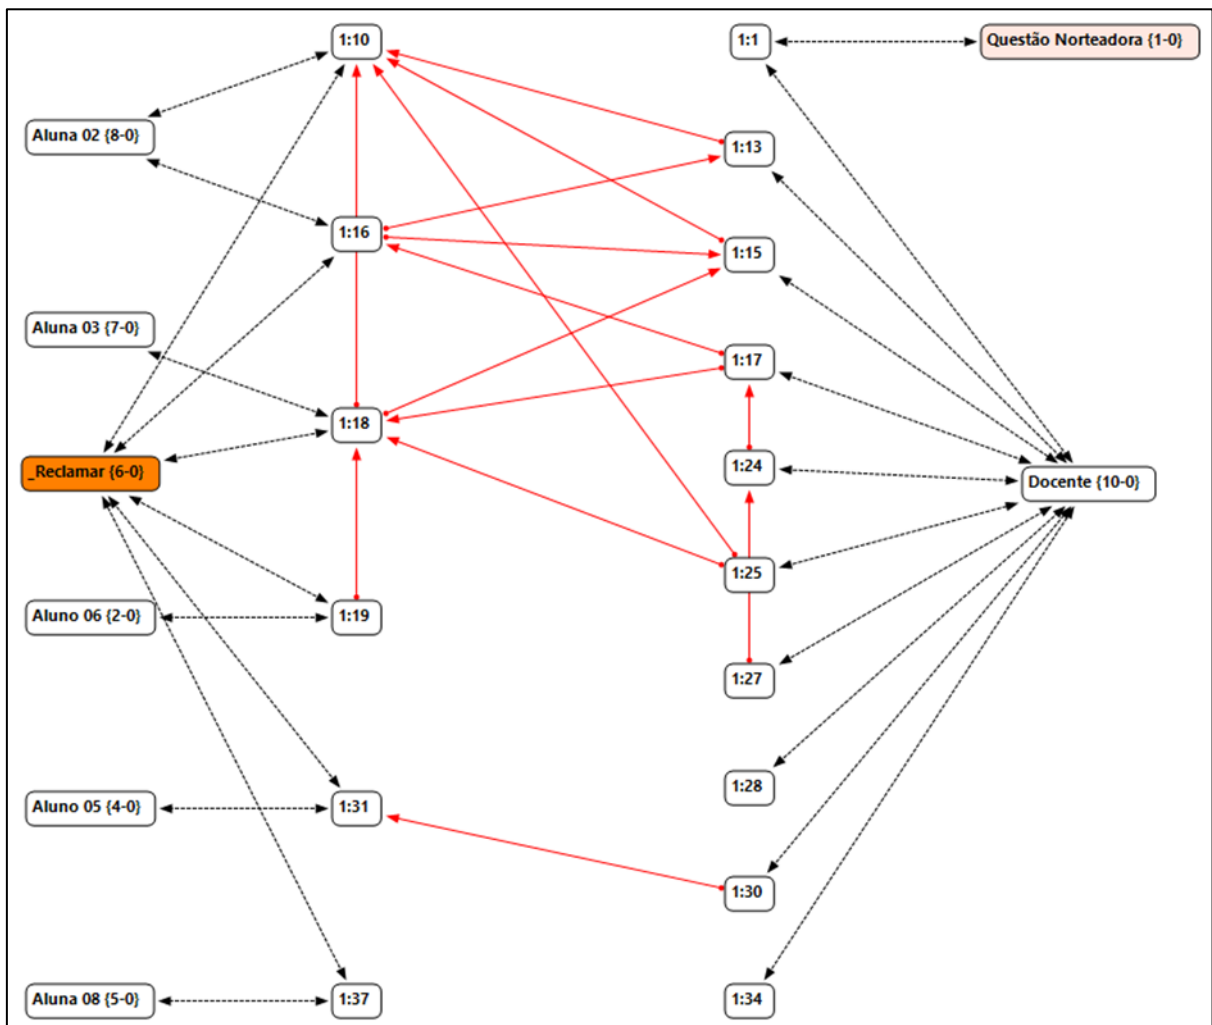 1:10
1:1
Questão Norteadora {1-0}
Aluna 02 {8-0}
1:13
1:16
1:15
Aluna 03 {7-0}
1:17
1:18
_Reclamar {6-0}
1:24
Docente {10-0}
1:25
Aluno 06 {2-0}
1:19
1:27
1:28
Aluno 05 {4-0}
1:31
1:30
Aluna 08 {5-0}
1:37
1:34